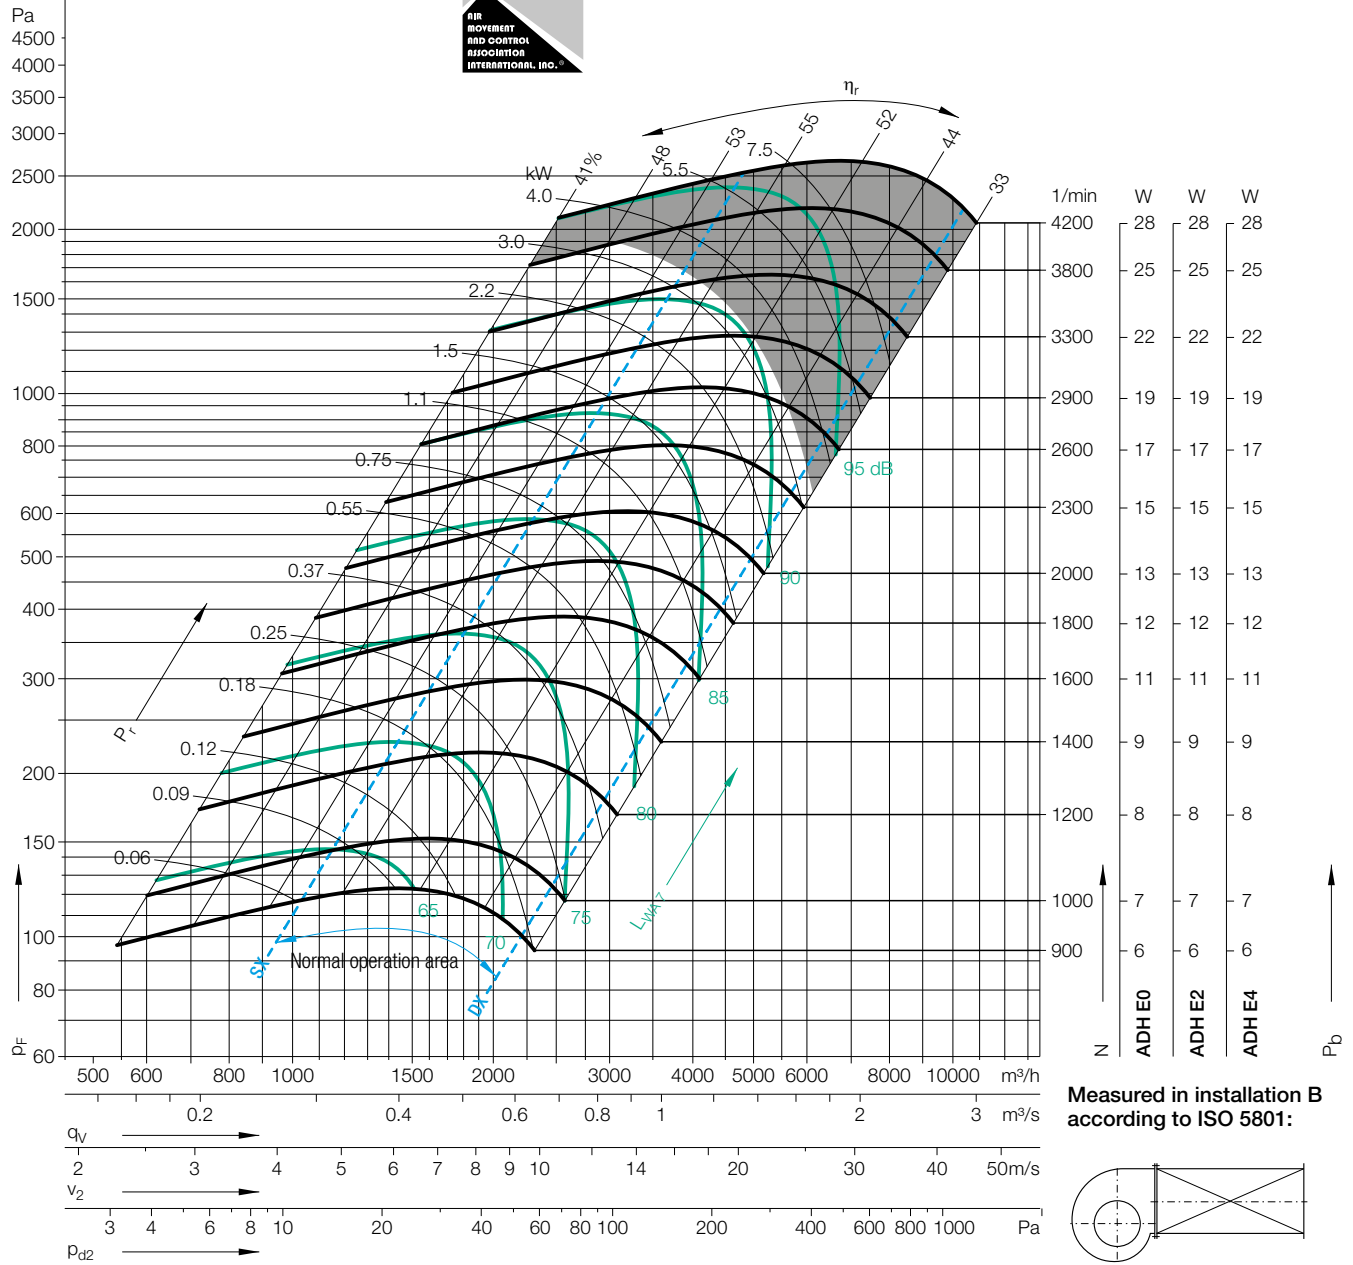 Pa
AIR
MOVEMENT
AND CONTROL
ASSOCIATION
INTERNATIONAL, INC.®
4500
4000
3500
3000
2500
2000
1500
1000
800
600
500
400
300
200
150
100
80
60
pF
ηr
41%
48
53
55
52
44
33
kW
7.5
5.5
4.0
3.0
2.2
1.5
1.1
0.75
0.55
0.37
0.25
0.18
0.12
0.09
0.06
Pr
95 dB
90
85
80
75
70
65
LWA7
SX
Normal operation area
DX
1/min W W W
4200 28 28 28
3800 25 25 25
3300 22 22 22
2900 19 19 19
2600 17 17 17
2300 15 15 15
2000 13 13 13
1800 12 12 12
1600 11 11 11
1400 9 9 9
1200 8 8 8
1000 7 7 7
900 6 6 6
N ADH E0 ADH E2 ADH E4 Pb
500 600 800 1000 1500 2000 3000 4000 5000 6000 8000 10000 m³/h
0.2 0.4 0.6 0.8 1 2 3 m³/s
qV
2 3 4 5 6 7 8 9 10 14 20 30 40 50m/s
v2
3 4 6 8 10 20 40 60 80 100 200 400 600 800 1000 Pa
pd2
Measured in installation B
according to ISO 5801: